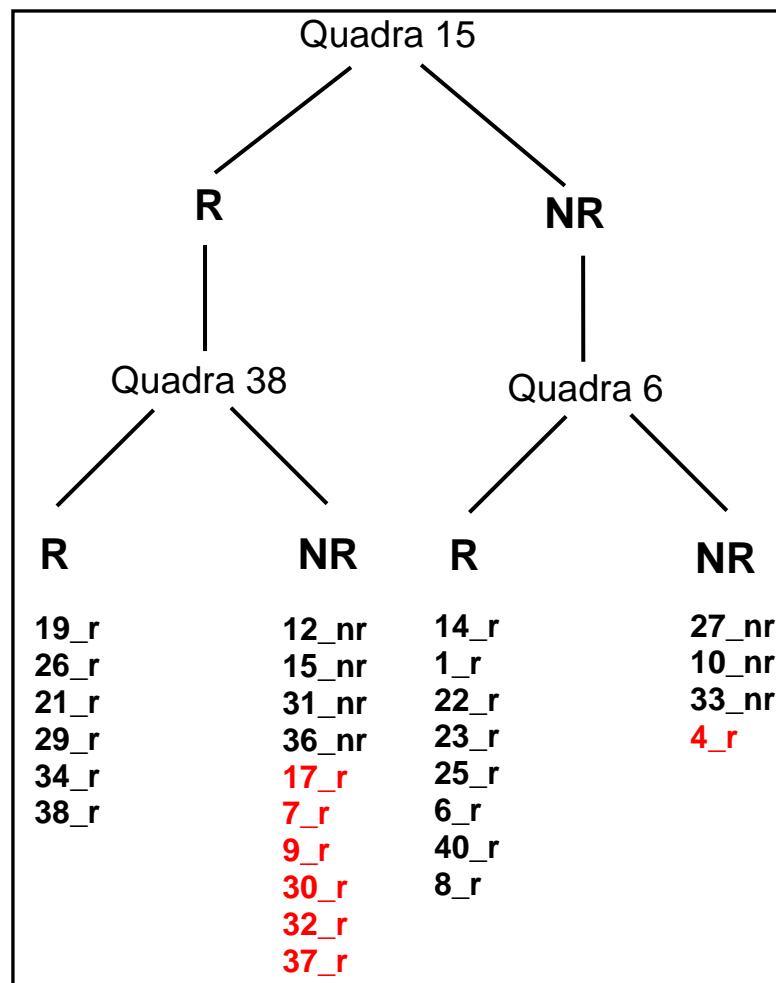 Quadra 15
R
NR
Quadra 38
Quadra 6
R
NR
R
NR
19_r
26_r
21_r
29_r
34_r
38_r
12_nr
15_nr
31_nr
36_nr
17_r
7_r
9_r
30_r
32_r
37_r
14_r
1_r
22_r
23_r
25_r
6_r
40_r
8_r
27_nr
10_nr
33_nr
4_r